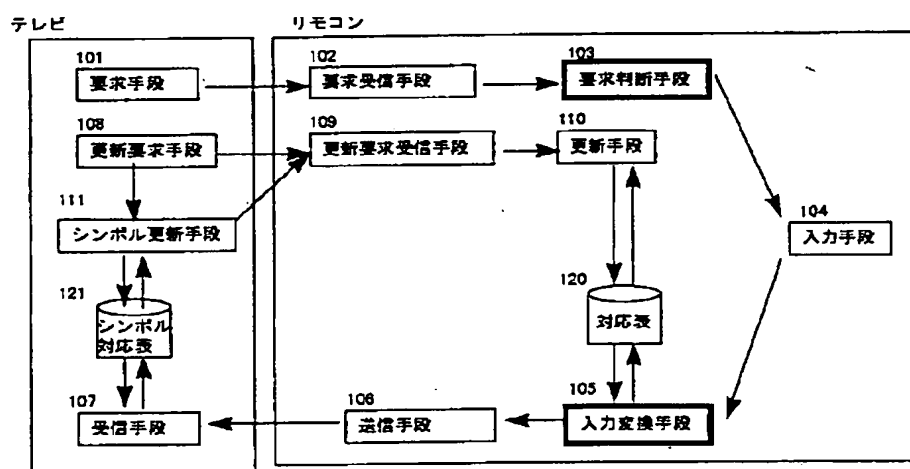 テレビ
リモコン
101
要求手段
102
要求受信手段
103
要求判断手段
108
更新要求手段
109
更新要求受信手段
110
更新手段
111
シンボル更新手段
104
入力手段
121
シンボル
対応表
120
対応表
107
受信手段
106
送信手段
105
入力変換手段